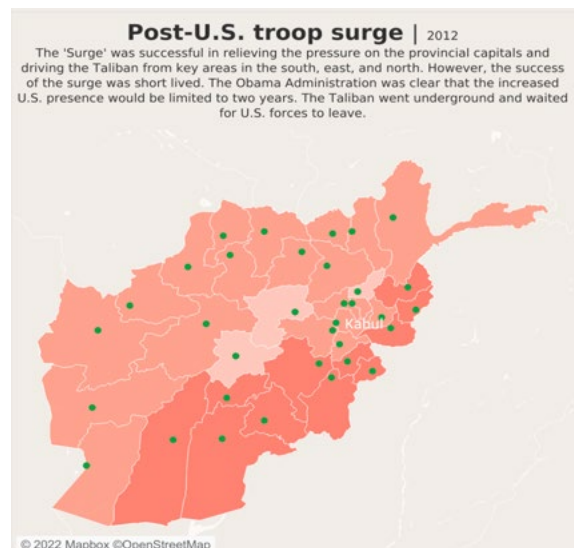 Post-U.S. troop surge | 2012
The 'Surge' was successful in relieving the pressure on the provincial capitals and
driving the Taliban from key areas in the south, east, and north. However, the success
of the surge was short lived. The Obama Administration was clear that the increased
U.S. presence would be limited to two years. The Taliban went underground and waited
for U.S. forces to leave.
Kabul
© 2022 Mapbox ©OpenStreetMap